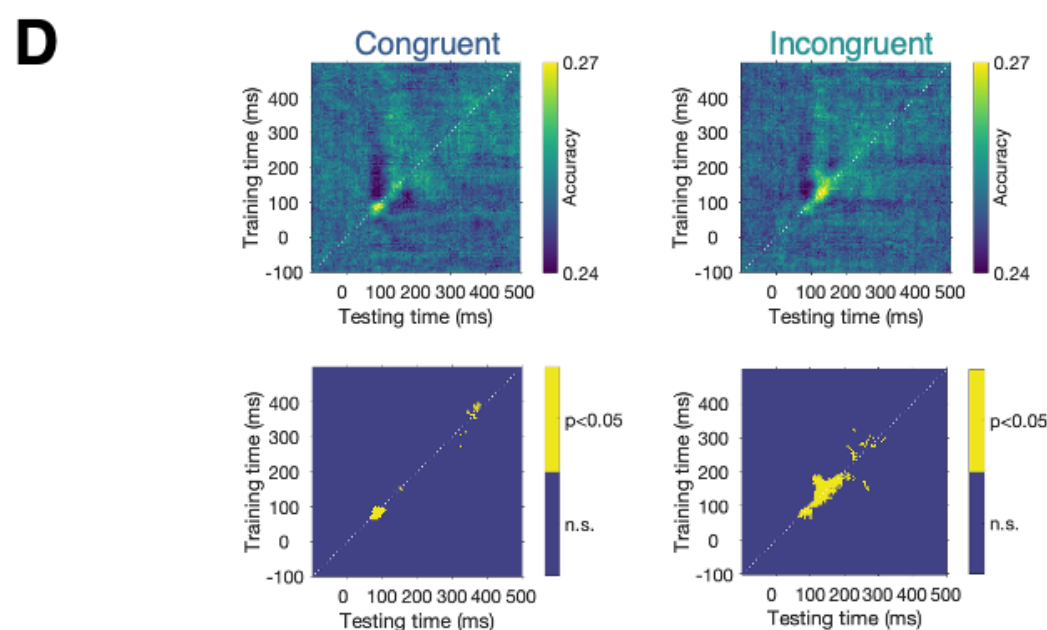 D
Congruent
Incongruent
Training time (ms)
400
300
200
100
0
-100
0 100 200 300 400 500
Testing time (ms)
0.27
Accuracy
0.24
Training time (ms)
400
300
200
100
0
-100
0 100 200 300 400 500
Testing time (ms)
0.27
Accuracy
0.24
Training time (ms)
400
300
200
100
0
-100
0 100 200 300 400 500
Testing time (ms)
p<0.05
n.s.
Training time (ms)
400
300
200
100
0
-100
0 100 200 300 400 500
Testing time (ms)
p<0.05
n.s.